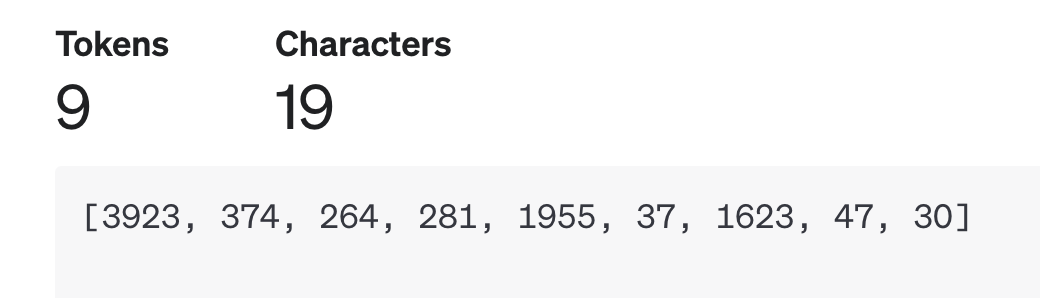 Tokens Characters
9 19
[3923, 374, 264, 281, 1955, 37, 1623, 47, 30]